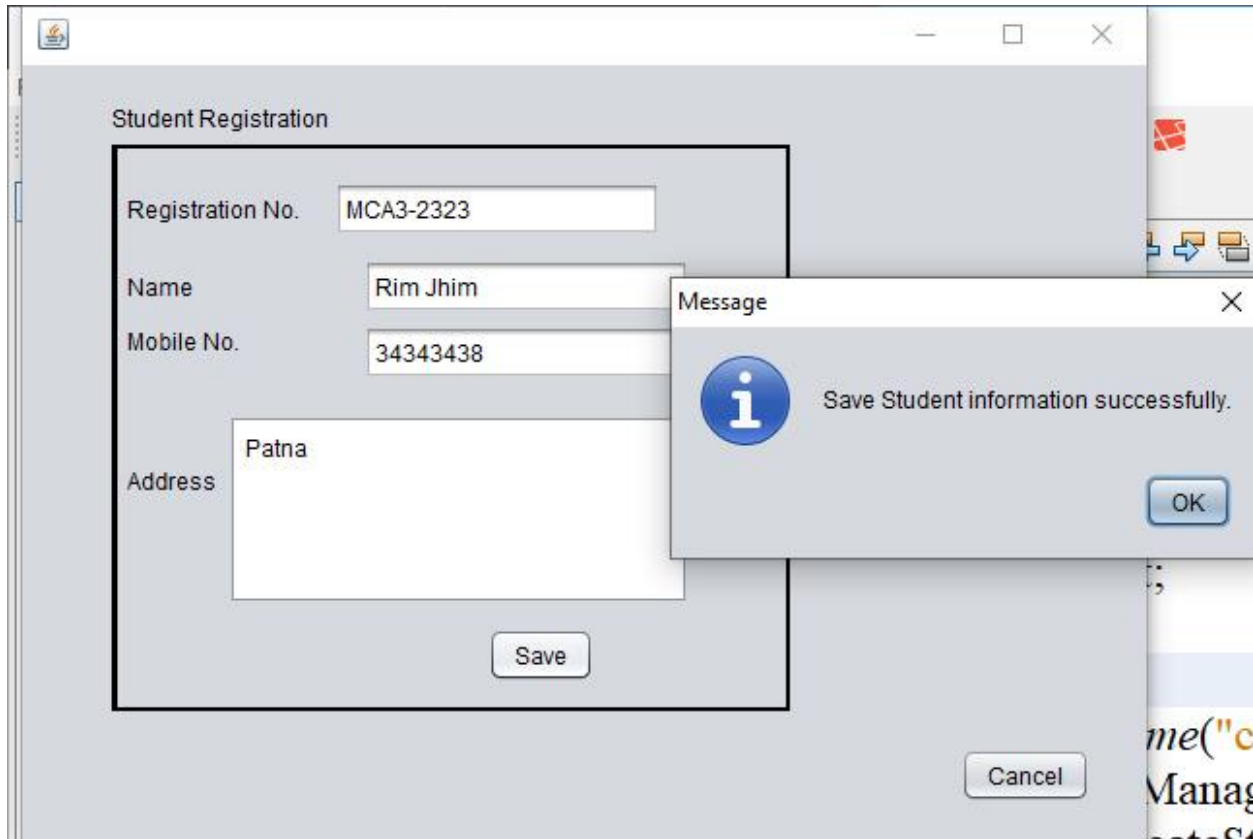 Student Registration
Registration No. MCA3-2323
Name Rim Jhim
Mobile No. 34343438
Address Patna
Save
Cancel
Message
Save Student information successfully.
OK
t;
me("c
Manag